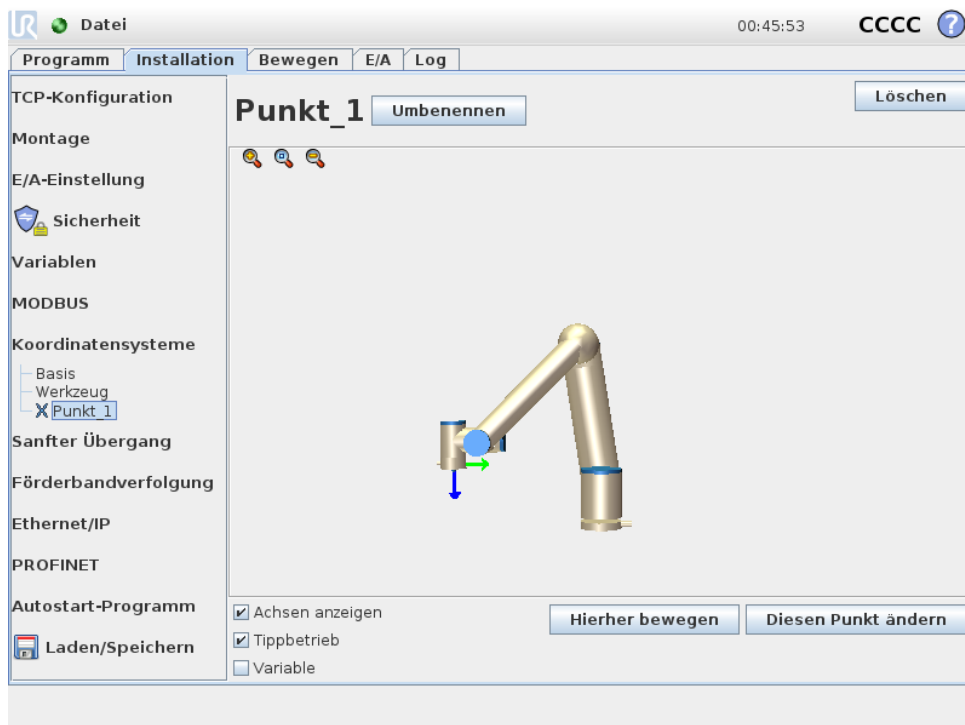 UR Datei 00:45:53 CCCC ?
Programm Installation Bewegen E/A Log
TCP-Konfiguration
Montage
E/A-Einstellung
Sicherheit
Variablen
MODBUS
Koordinatensysteme
Basis
Werkzeug
Punkt_1
Sanfter Übergang
Förderbandverfolgung
Ethernet/IP
PROFINET
Autostart-Programm
Laden/Speichern
Punkt_1 Umbenennen Löschen
Achsen anzeigen
Tippbetrieb
Variable
Hierher bewegen Diesen Punkt ändern